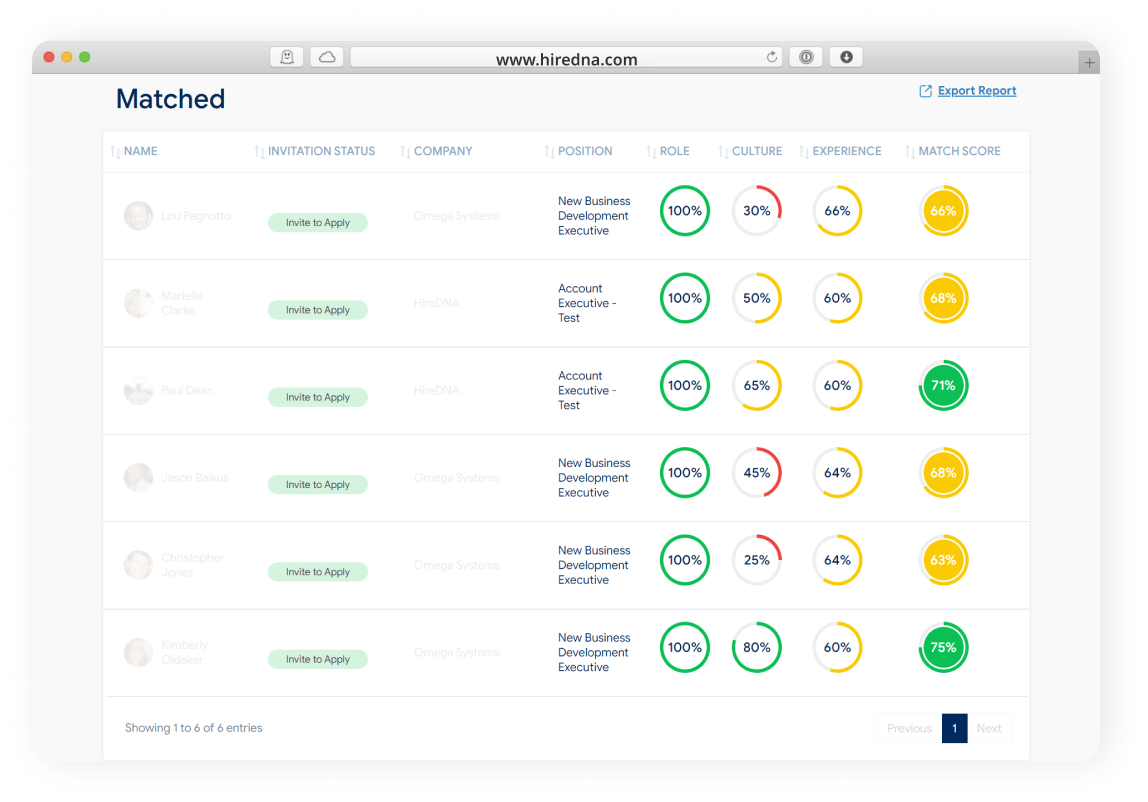 www.hiredna.com
Matched
Export Report
NAME INVITATION STATUS COMPANY POSITION ROLE CULTURE EXPERIENCE MATCH SCORE
Lou Pagnotto
Invite to Apply
Omega Systems
New Business
Development
Executive
100% 30% 66% 66%
Marielle
Clarke
Invite to Apply
HireDNA
Account
Executive -
Test
100% 50% 60% 68%
Paul Dean
Invite to Apply
HireDNA
Account
Executive -
Test
100% 65% 60% 71%
Jason Balkus
Invite to Apply
Omega Systems
New Business
Development
Executive
100% 45% 64% 68%
Christopher
Jones
Invite to Apply
Omega Systems
New Business
Development
Executive
100% 25% 64% 63%
Kimberly
Oldaker
Invite to Apply
Omega Systems
New Business
Development
Executive
100% 80% 60% 75%
Showing 1 to 6 of 6 entries
Previous 1 Next